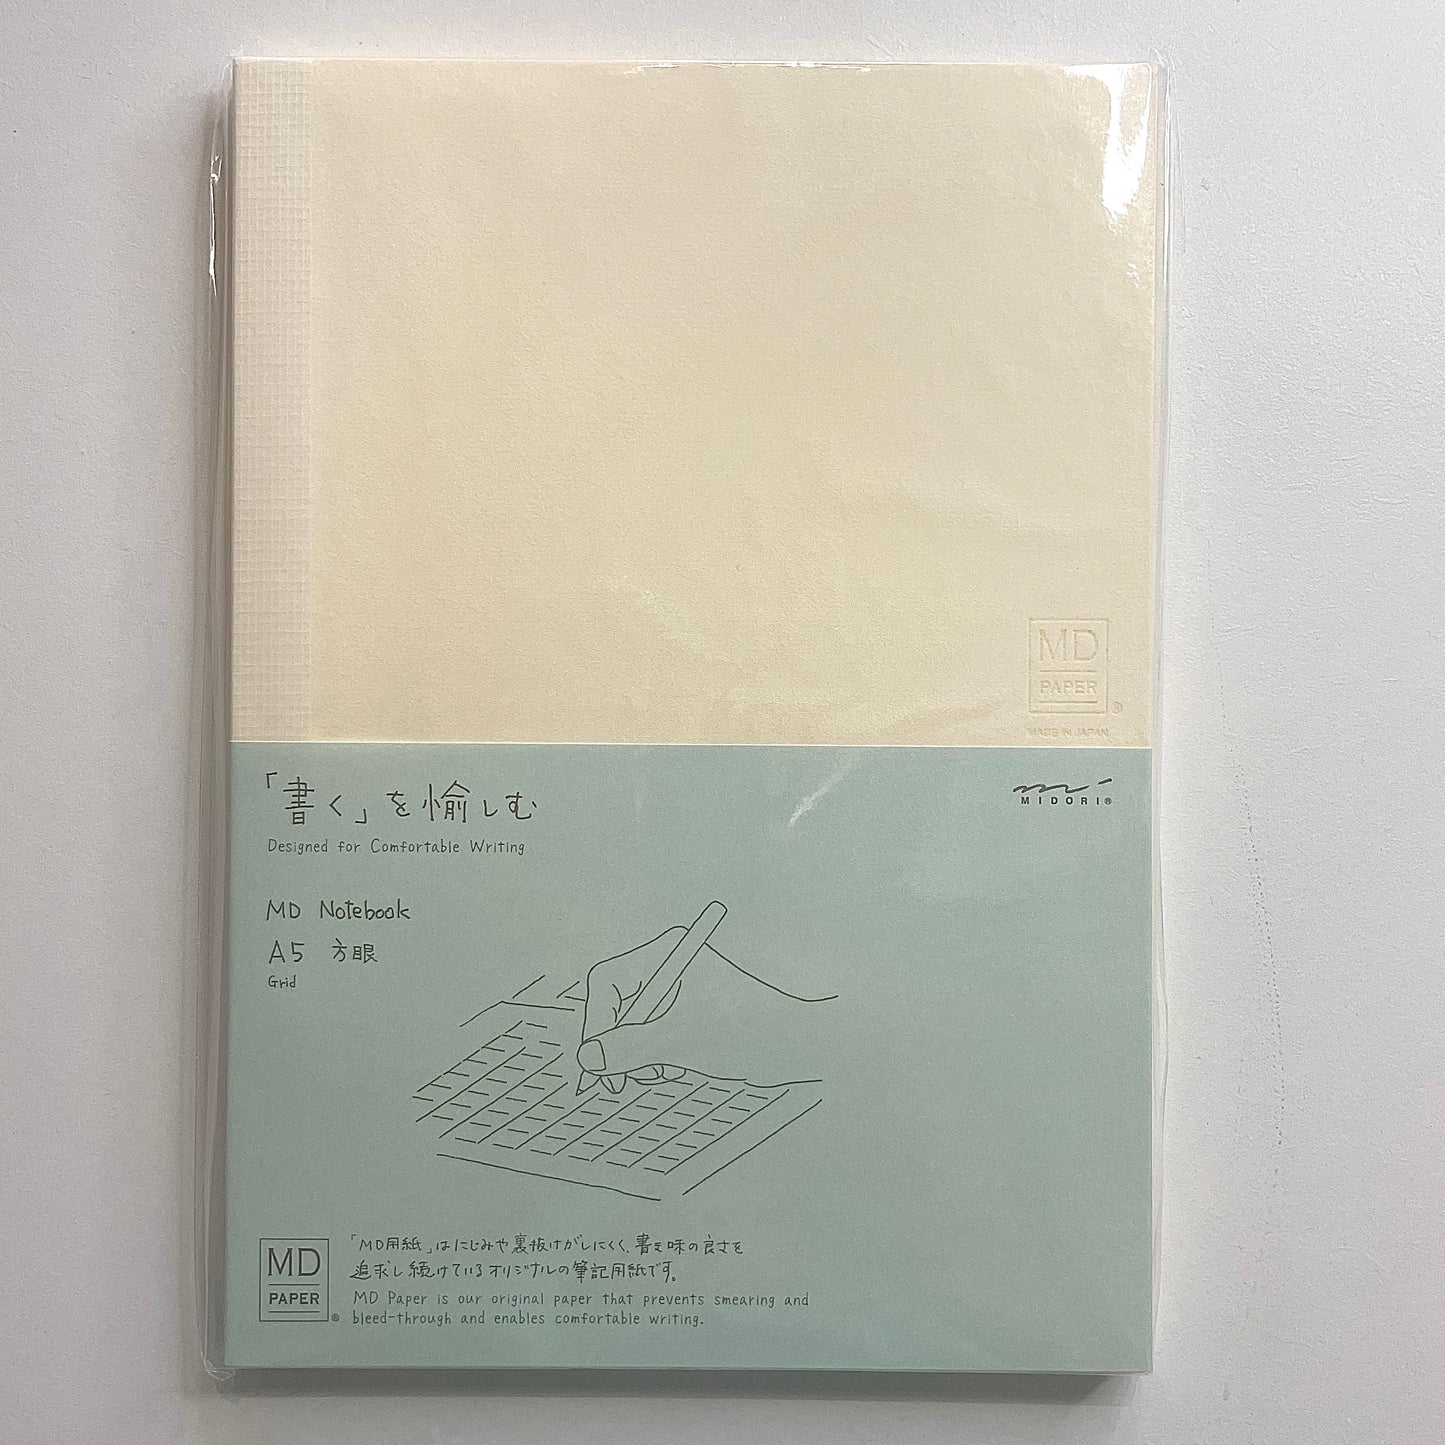 MD
PAPER
®
MADE IN JAPAN
「書く」を愉しむ
MIDORI®
Designed for Comfortable Writing
MD Notebook
A5 方眼
Grid
MD
PAPER
®
「MD用紙」はにじみや裏抜けがしにくく、書き味の良さを
追求し続けているオリジナルの筆記用紙です。
MD Paper is our original paper that prevents smearing and
bleed-through and enables comfortable writing.